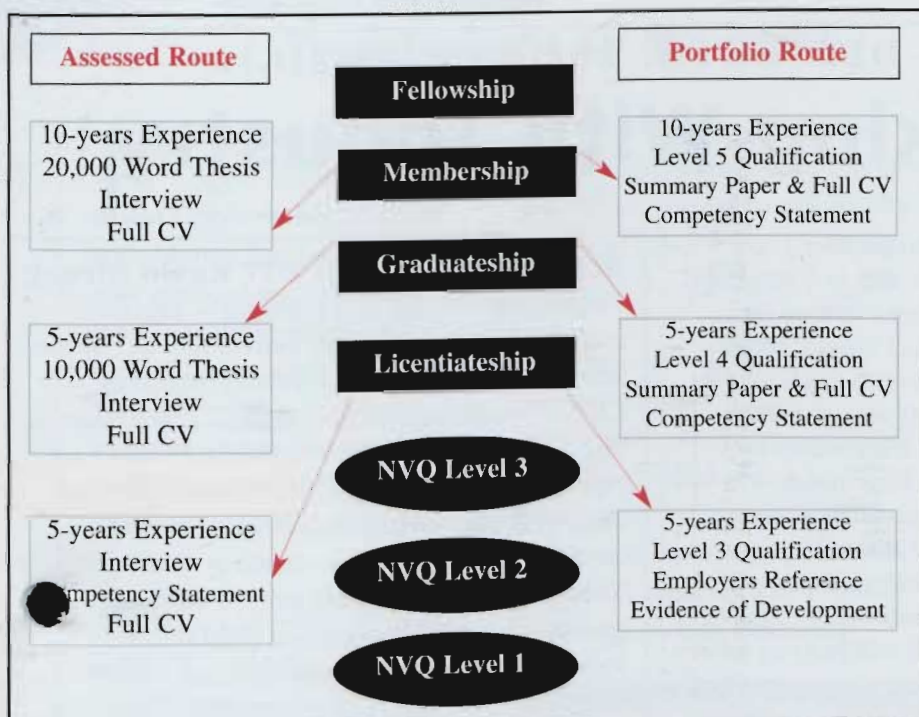 Assessed Route
10-years Experience
20,000 Word Thesis
Interview
Full CV
5-years Experience
10,000 Word Thesis
Interview
Full CV
5-years Experience
Interview
mpetency Statement
Full CV
Fellowship
Membership
Graduateship
Licentiateship
NVQ Level 3
NVQ Level 2
NVQ Level 1
Portfolio Route
10-years Experience
Level 5 Qualification
Summary Paper & Full CV
Competency Statement
5-years Experience
Level 4 Qualification
Summary Paper & Full CV
Competency Statement
5-years Experience
Level 3 Qualification
Employers Reference
Evidence of Development